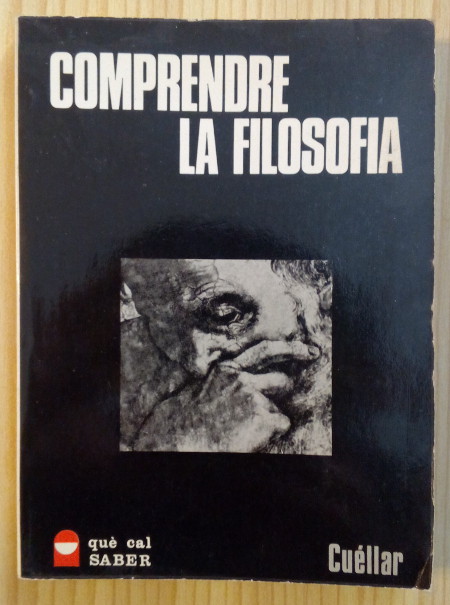 COMPRENDRE
LA FILOSOFIA
què cal
SABER
Cuéllar